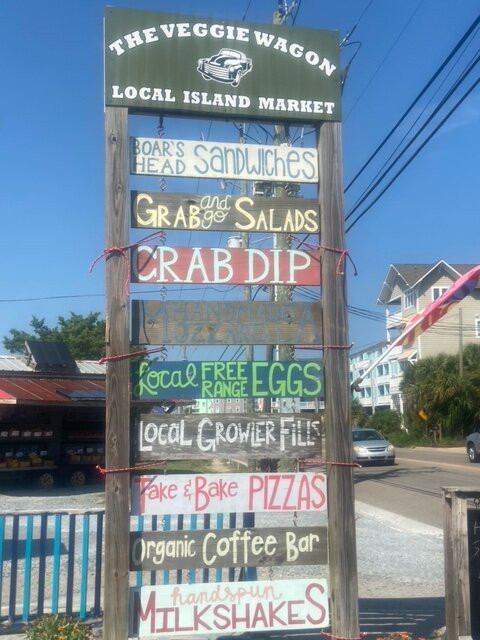 THE VEGGIE WAGON
LOCAL ISLAND MARKET
BOAR'S HEAD SANDWICHES
GRAB and go SALADS
CRAB DIP
Local FREE RANGE EGGS
LOCAL GROWLER FILLS
Take & Bake PIZZAS
Organic Coffee Bar
handspun
MILKSHAKES